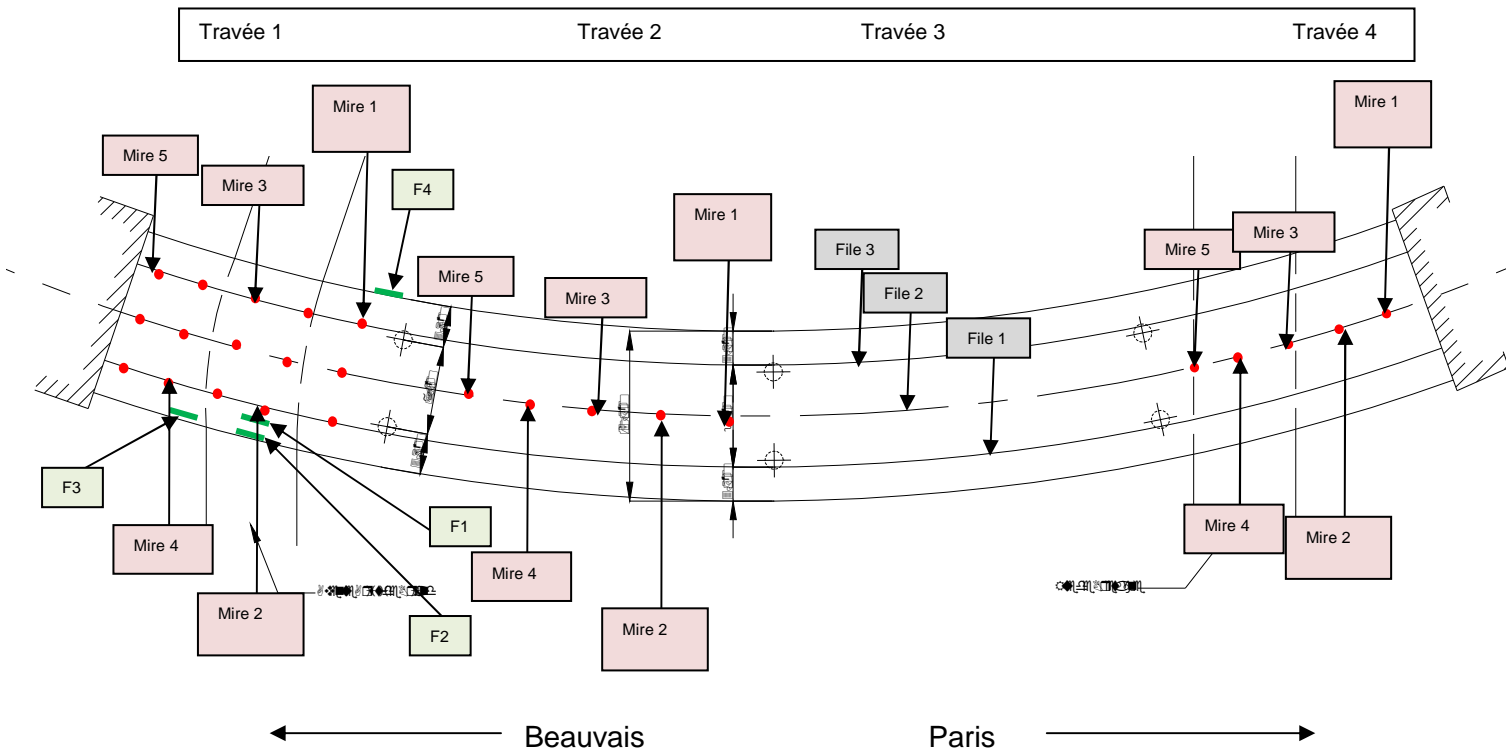 Travée 1 Travée 2 Travée 3 Travée 4
Mire 1
Mire 1
Mire 5
Mire 3
F4
Mire 1
Mire 3
Mire 5
File 3
Mire 5
Mire 3
File 2
File 1
F3
F1
Mire 4
Mire 4
Mire 2
Mire 4
Mire 2
F2
Mire 2
Beauvais Paris